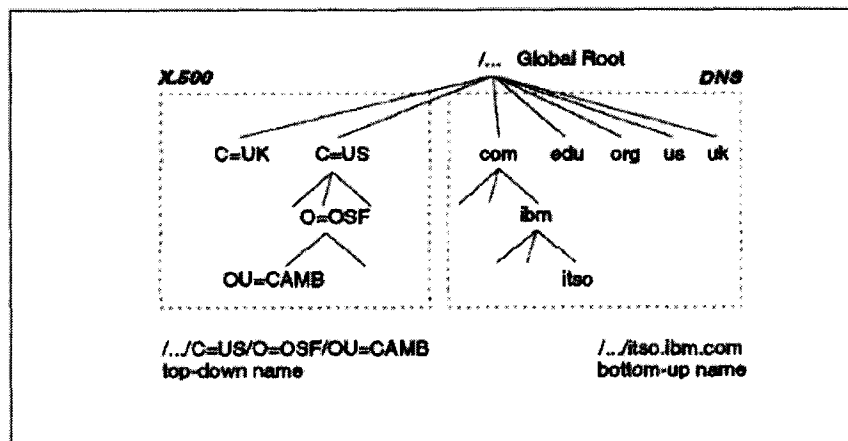 /... Global Root
X.500 DNS
C=UK C=US com edu org us uk
O=OSF ibm
OU=CAMB itso
/.../C=US/O=OSF/OU=CAMB /.../itso.ibm.com
top-down name bottom-up name